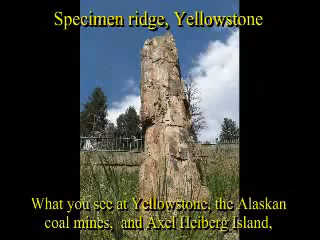 Specimen ridge, Yellowstone
What you see at Yellowstone, the Alaskan
coal mines,  and Axel Heiberg Island,